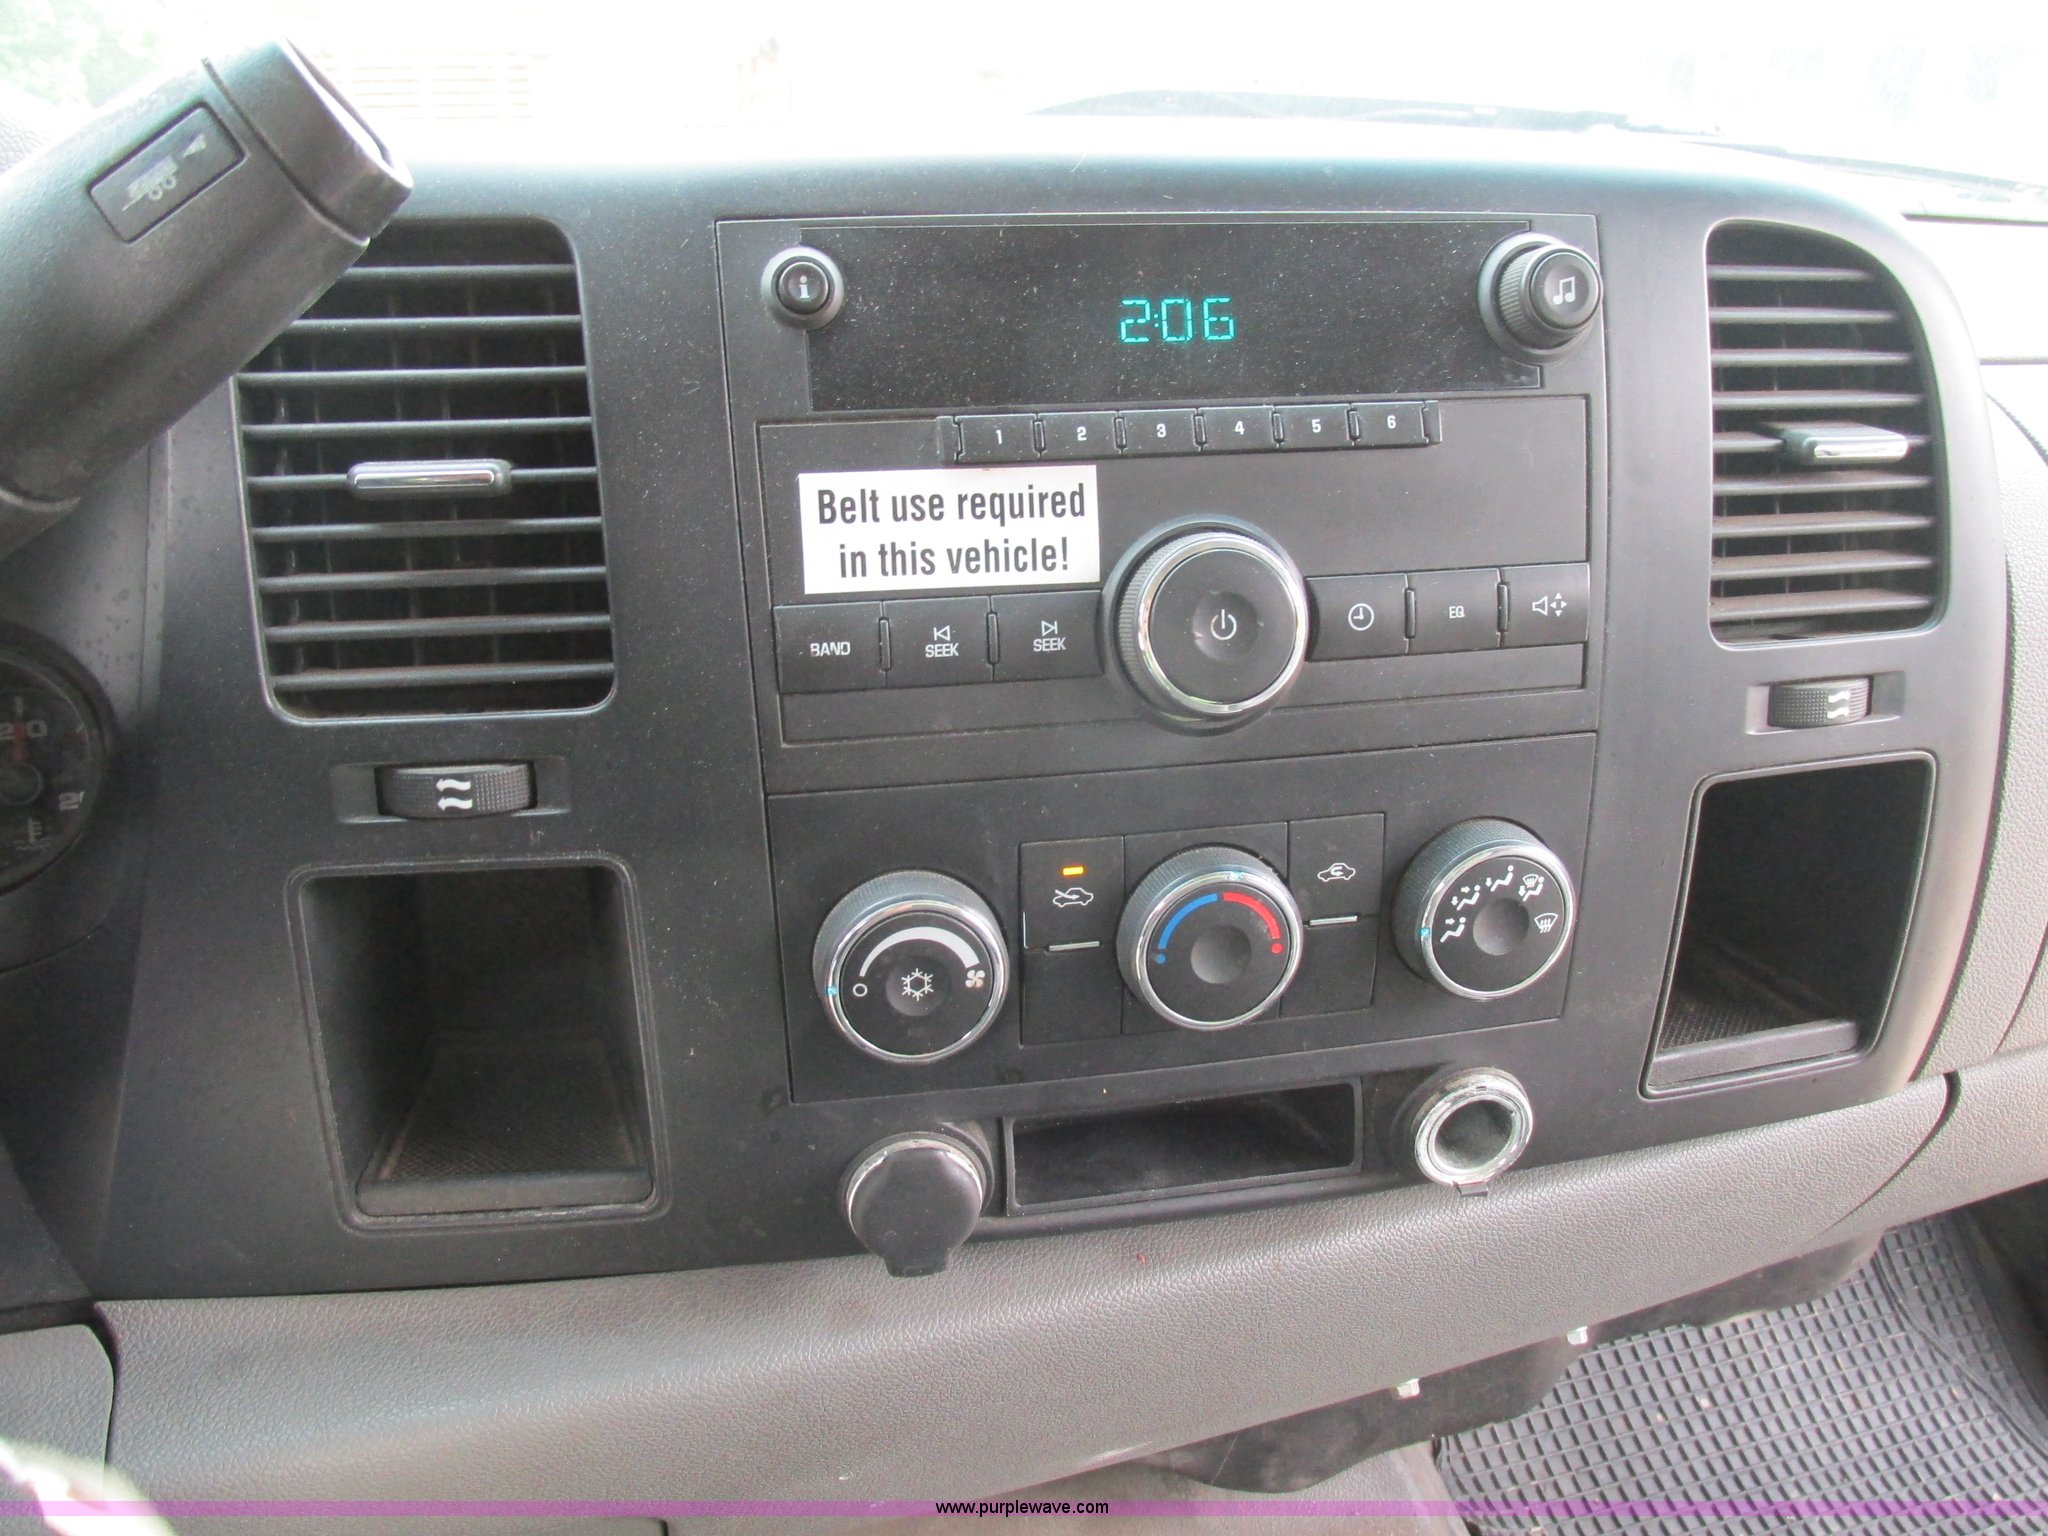 2:06
1 2 3 4 5 6
Belt use required
in this vehicle!
BAND
SEEK
SEEK
EQ
i
www.purplewave.com